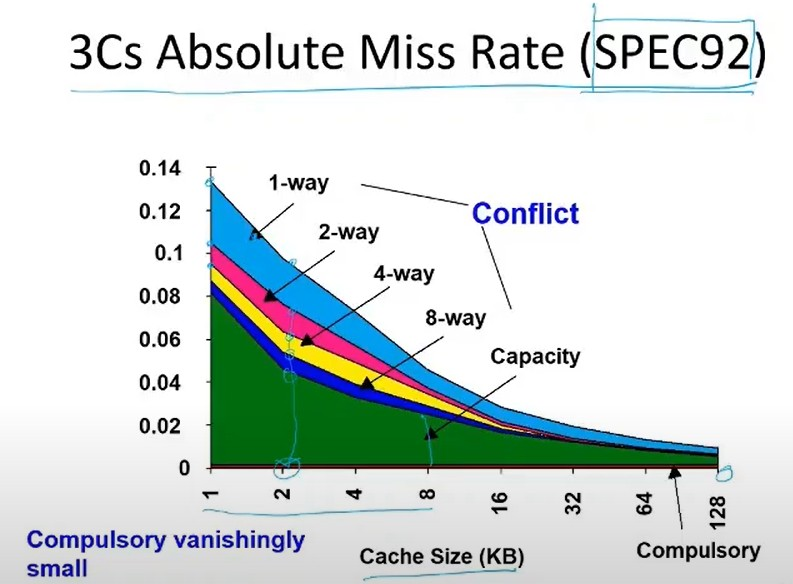 3Cs Absolute Miss Rate (SPEC92)
0.14
0.12
0.1
0.08
0.06
0.04
0.02
0
1-way
2-way
4-way
8-way
Conflict
Capacity
1
2
4
8
16
32
64
128
Compulsory vanishingly
small
Cache Size (KB)
Compulsory